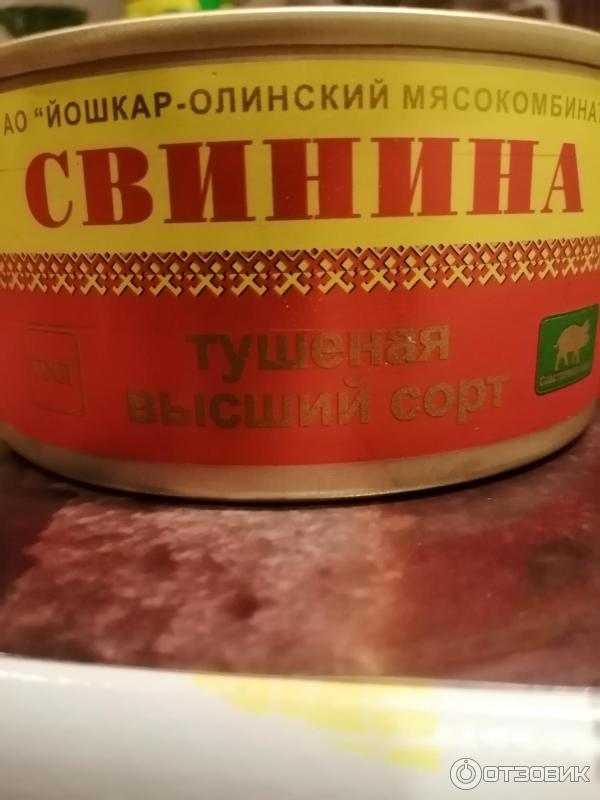 АО "ЙОШКАР-ОЛИНСКИЙ МЯСОКОМБИНАТ
СВИНИНА
тушеная
высший сорт
ОТЗОВИК